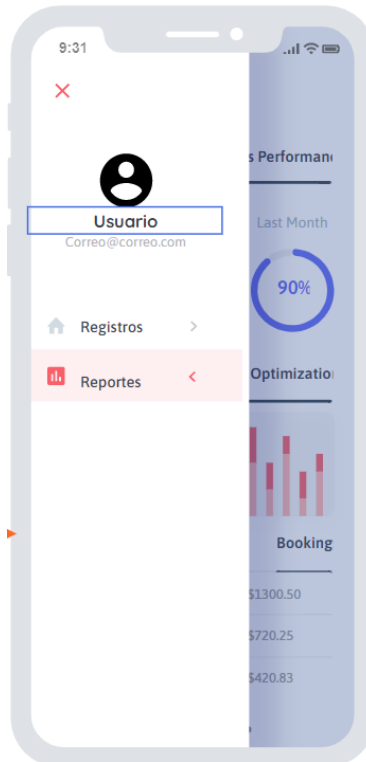 9:31
s Performan
Usuario
Correo@correo.com
Last Month
90%
Registros
Reportes
Optimizatio
Booking
$1300.50
$720.25
$420.83